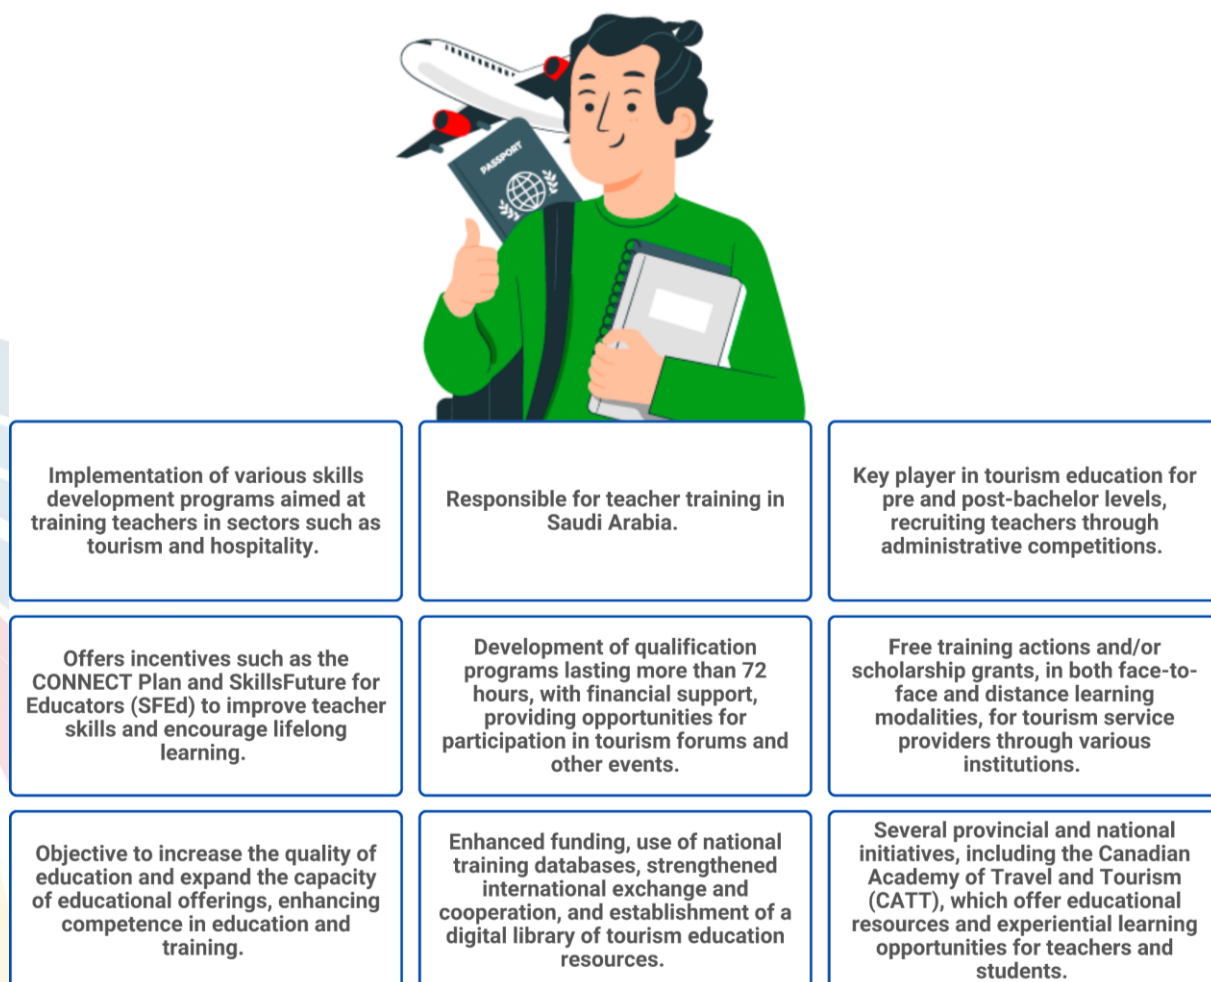 PASSPORT
Implementation of various skills
development programs aimed at
training teachers in sectors such as
tourism and hospitality.
Responsible for teacher training in
Saudi Arabia.
Key player in tourism education for
pre and post-bachelor levels,
recruiting teachers through
administrative competitions.
Offers incentives such as the
CONNECT Plan and SkillsFuture for
Educators (SFEd) to improve teacher
skills and encourage lifelong
learning.
Development of qualification
programs lasting more than 72
hours, with financial support,
providing opportunities for
participation in tourism forums and
other events.
Free training actions and/or
scholarship grants, in both face-to-
face and distance learning
modalities, for tourism service
providers through various
institutions.
Objective to increase the quality of
education and expand the capacity
of educational offerings, enhancing
competence in education and
training.
Enhanced funding, use of national
training databases, strengthened
international exchange and
cooperation, and establishment of a
digital library of tourism education
resources.
Several provincial and national
initiatives, including the Canadian
Academy of Travel and Tourism
(CATT), which offer educational
resources and experiential learning
opportunities for teachers and
students.